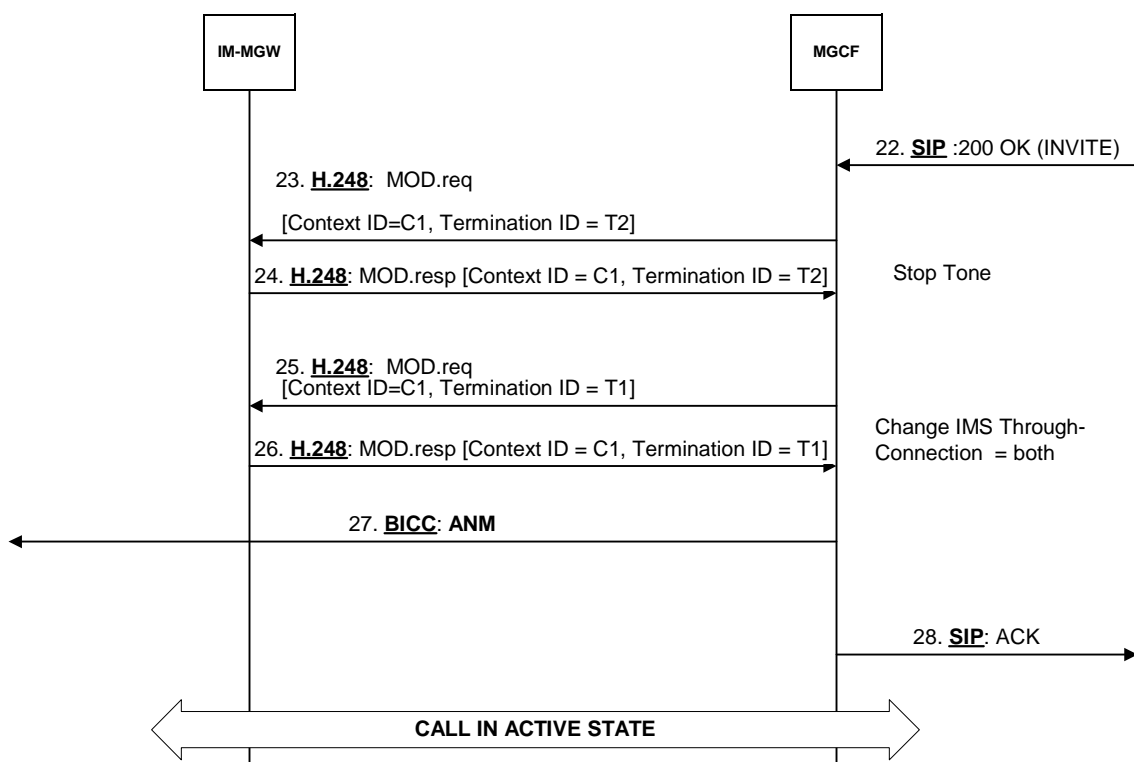 IM-MGW
MGCF
22. SIP :200 OK (INVITE)
23. H.248: MOD.req
[Context ID=C1, Termination ID = T2]
24. H.248: MOD.resp [Context ID = C1, Termination ID = T2]
Stop Tone
25. H.248: MOD.req
[Context ID=C1, Termination ID = T1]
Change IMS Through-
Connection = both
26. H.248: MOD.resp [Context ID = C1, Termination ID = T1]
27. BICC: ANM
28. SIP: ACK
CALL IN ACTIVE STATE